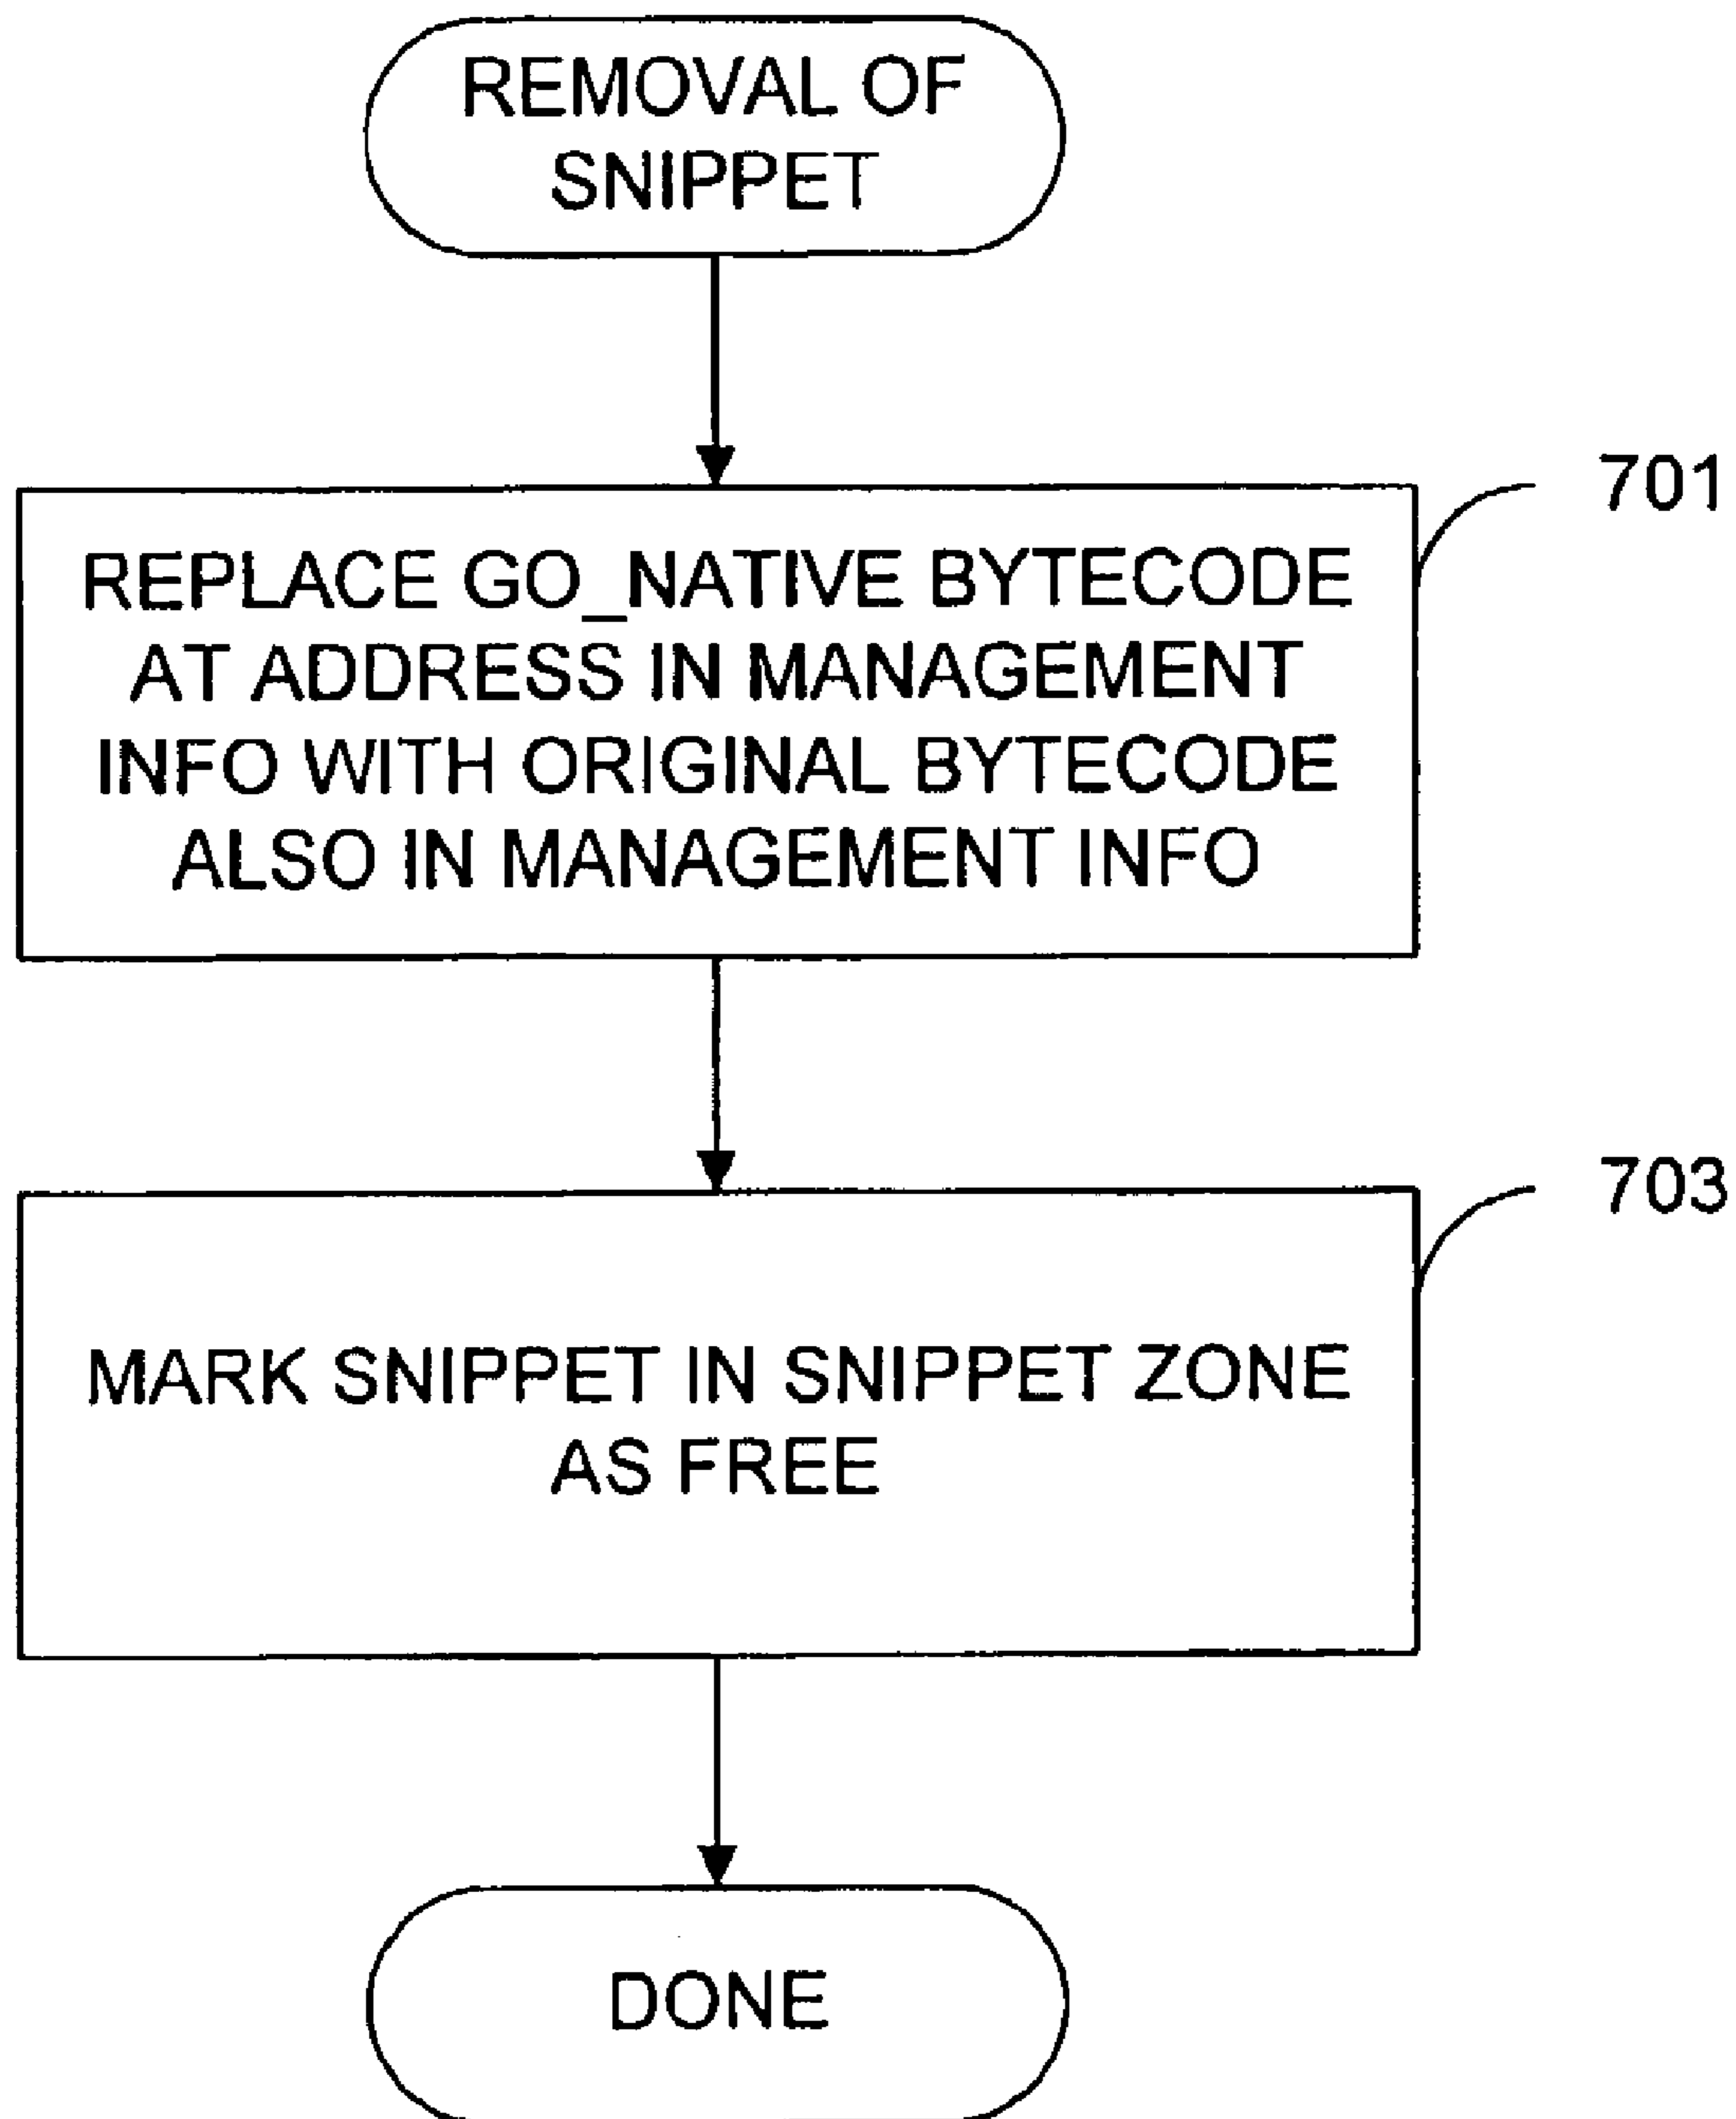 REMOVAL OF
SNIPPET
701
REPLACE GO_NATIVE BYTECODE
AT ADDRESS IN MANAGEMENT
INFO WITH ORIGINAL BYTECODE
ALSO IN MANAGEMENT INFO
703
MARK SNIPPET IN SNIPPET ZONE
AS FREE
DONE